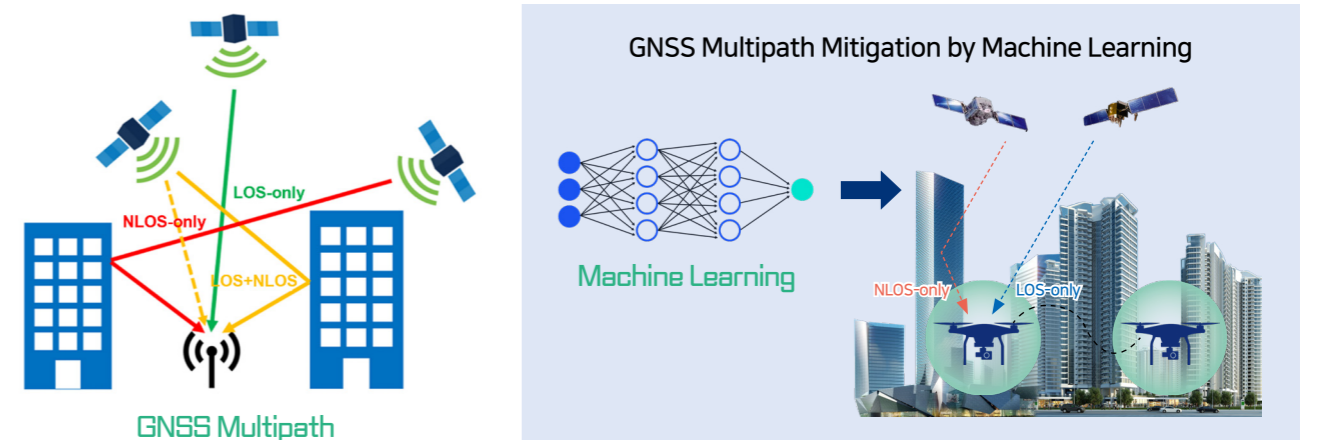 LOS-only
NLOS-only
LOS+NLOS
GNSS Multipath
GNSS Multipath Mitigation by Machine Learning
Machine Learning
NLOS-only
LOS-only